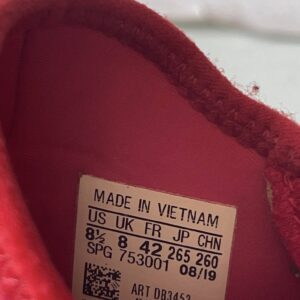 MADE IN VIETNAM
US UK FR JP CHN
8½ 8 42 265 260
SPG 753001 08/19
ART DB3453